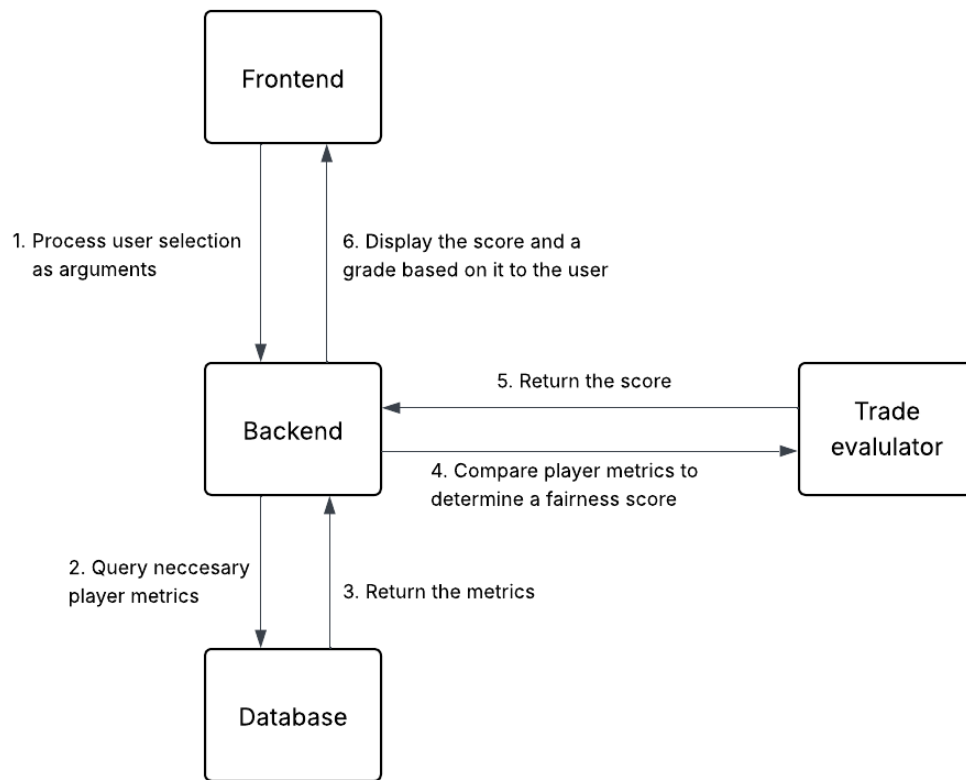 Frontend
1. Process user selection
as arguments
6. Display the score and a
grade based on it to the user
Backend
5. Return the score
4. Compare player metrics to
determine a fairness score
Trade
evalulator
2. Query neccesary
player metrics
3. Return the metrics
Database